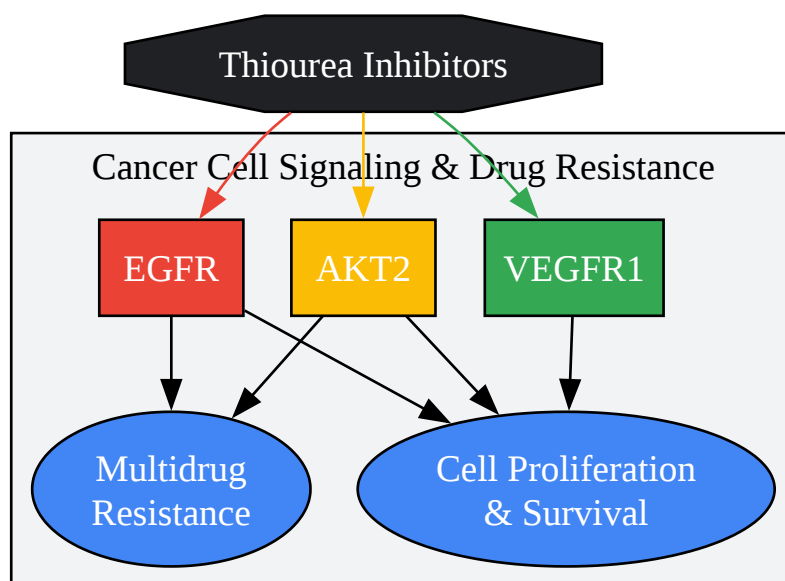 Thiourea Inhibitors
Cancer Cell Signaling & Drug Resistance
EGFR
AKT2
VEGFR1
Multidrug
Resistance
Cell Proliferation
& Survival